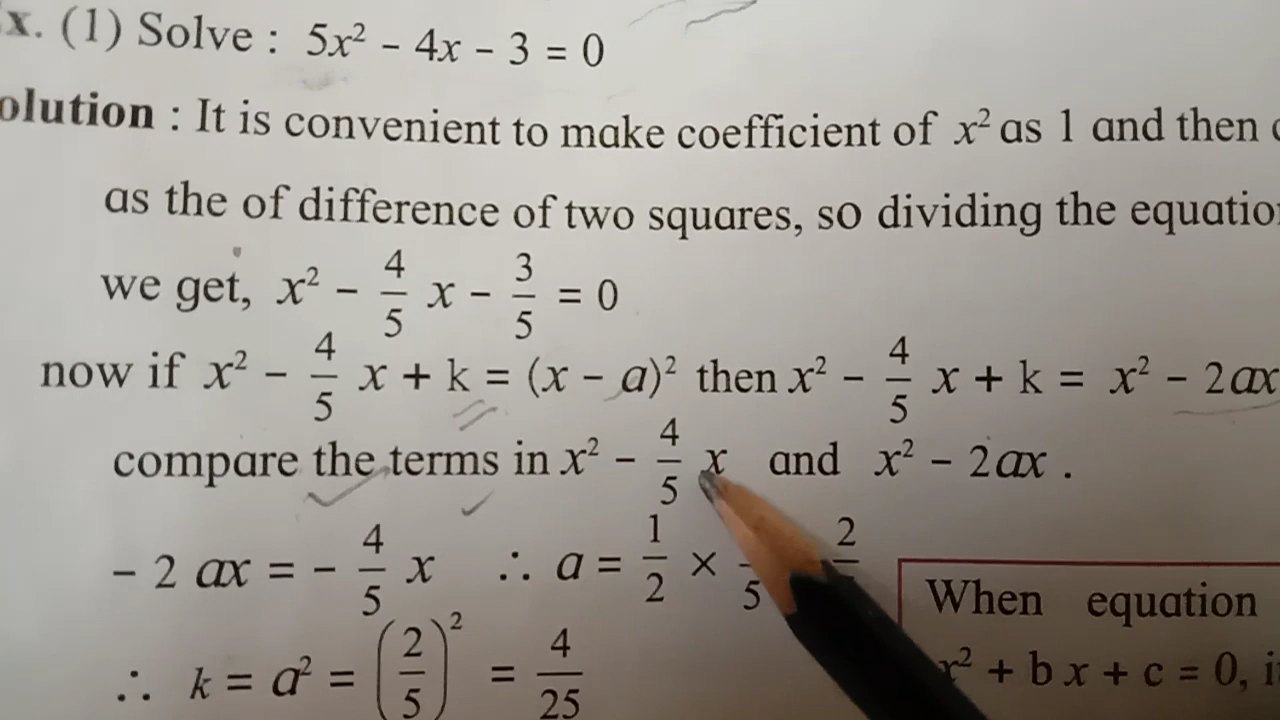 x. (1) Solve : 5x² – 4x – 3 = 0
olution : It is convenient to make coefficient of x² as 1 and then
as the of difference of two squares, so dividing the equatio
we get, x² – 4/5 x – 3/5 = 0
now if x² – 4/5 x + k = (x – a)² then x² – 4/5 x + k = x² – 2ax
compare the terms in x² – 4/5 x and x² – 2ax .
– 2 ax = – 4/5 x ∴ a = 1/2 × /5 2/
∴ k = a² = (2/5)² = 4/25
When equation
x² + b x + c = 0, i